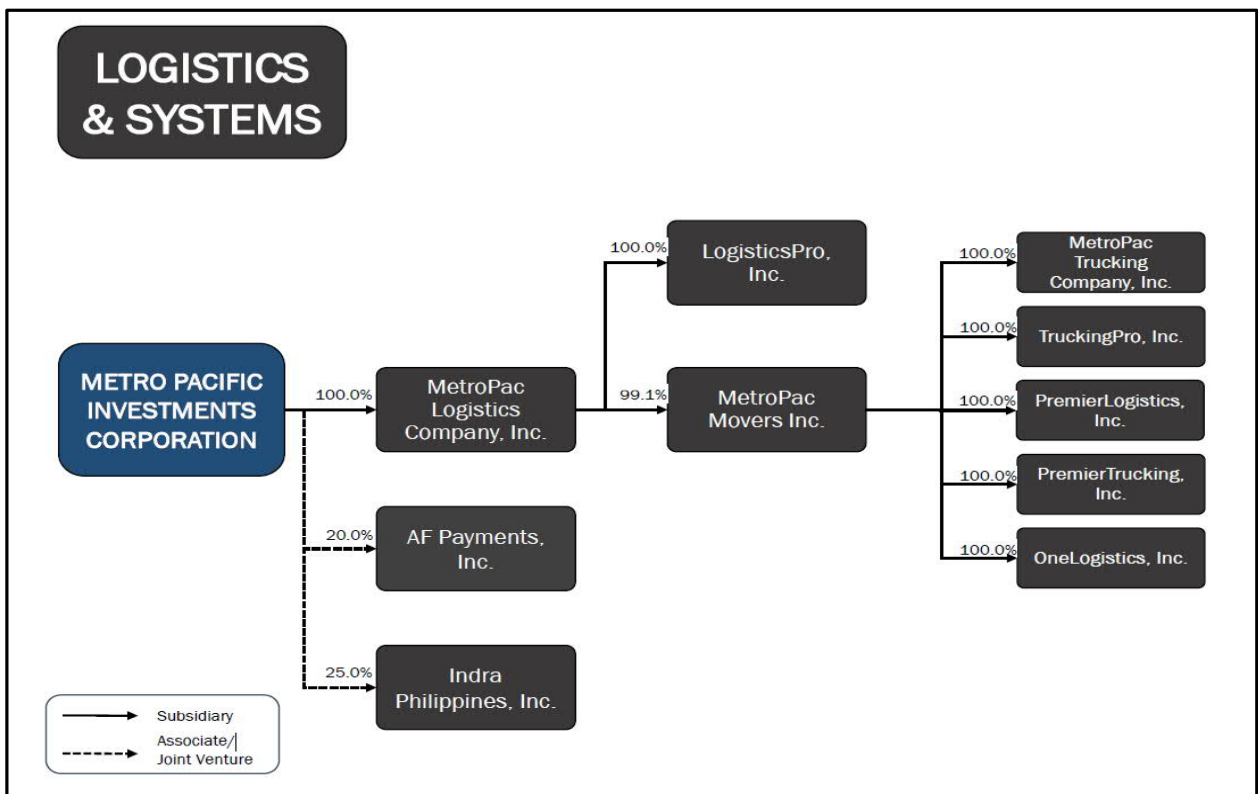 LOGISTICS
& SYSTEMS
METRO PACIFIC
INVESTMENTS
CORPORATION
100.0%
MetroPac
Logistics
Company, Inc.
20.0%
AF Payments,
Inc.
25.0%
Indra
Philippines, Inc.
100.0%
LogisticsPro,
Inc.
99.1%
MetroPac
Movers Inc.
100.0%
MetroPac
Trucking
Company, Inc.
100.0%
TruckingPro, Inc.
100.0%
PremierLogistics,
Inc.
100.0%
PremierTrucking,
Inc.
100.0%
OneLogistics, Inc.
Subsidiary
Associate/
Joint Venture